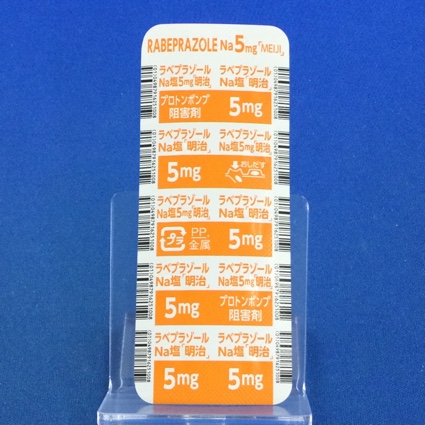 RABEPRAZOLE Na5mg「MEIJI」
ラベプラゾール ラベプラゾール
Na塩5mg「明治」 Na塩「明治」
プロトンポンプ 5mg
阻害剤
ラベプラゾール ラベプラゾール
Na塩「明治」 Na塩5mg「明治」
5mg おしだす
ラベプラゾール ラベプラゾール
Na塩5mg「明治」 Na塩「明治」
プラ PP, 5mg
金属
ラベプラゾール ラベプラゾール
Na塩「明治」 Na塩5mg「明治」
5mg プロトンポンプ
阻害剤
ラベプラゾール ラベプラゾール
Na塩「明治」 Na塩「明治」
5mg 5mg